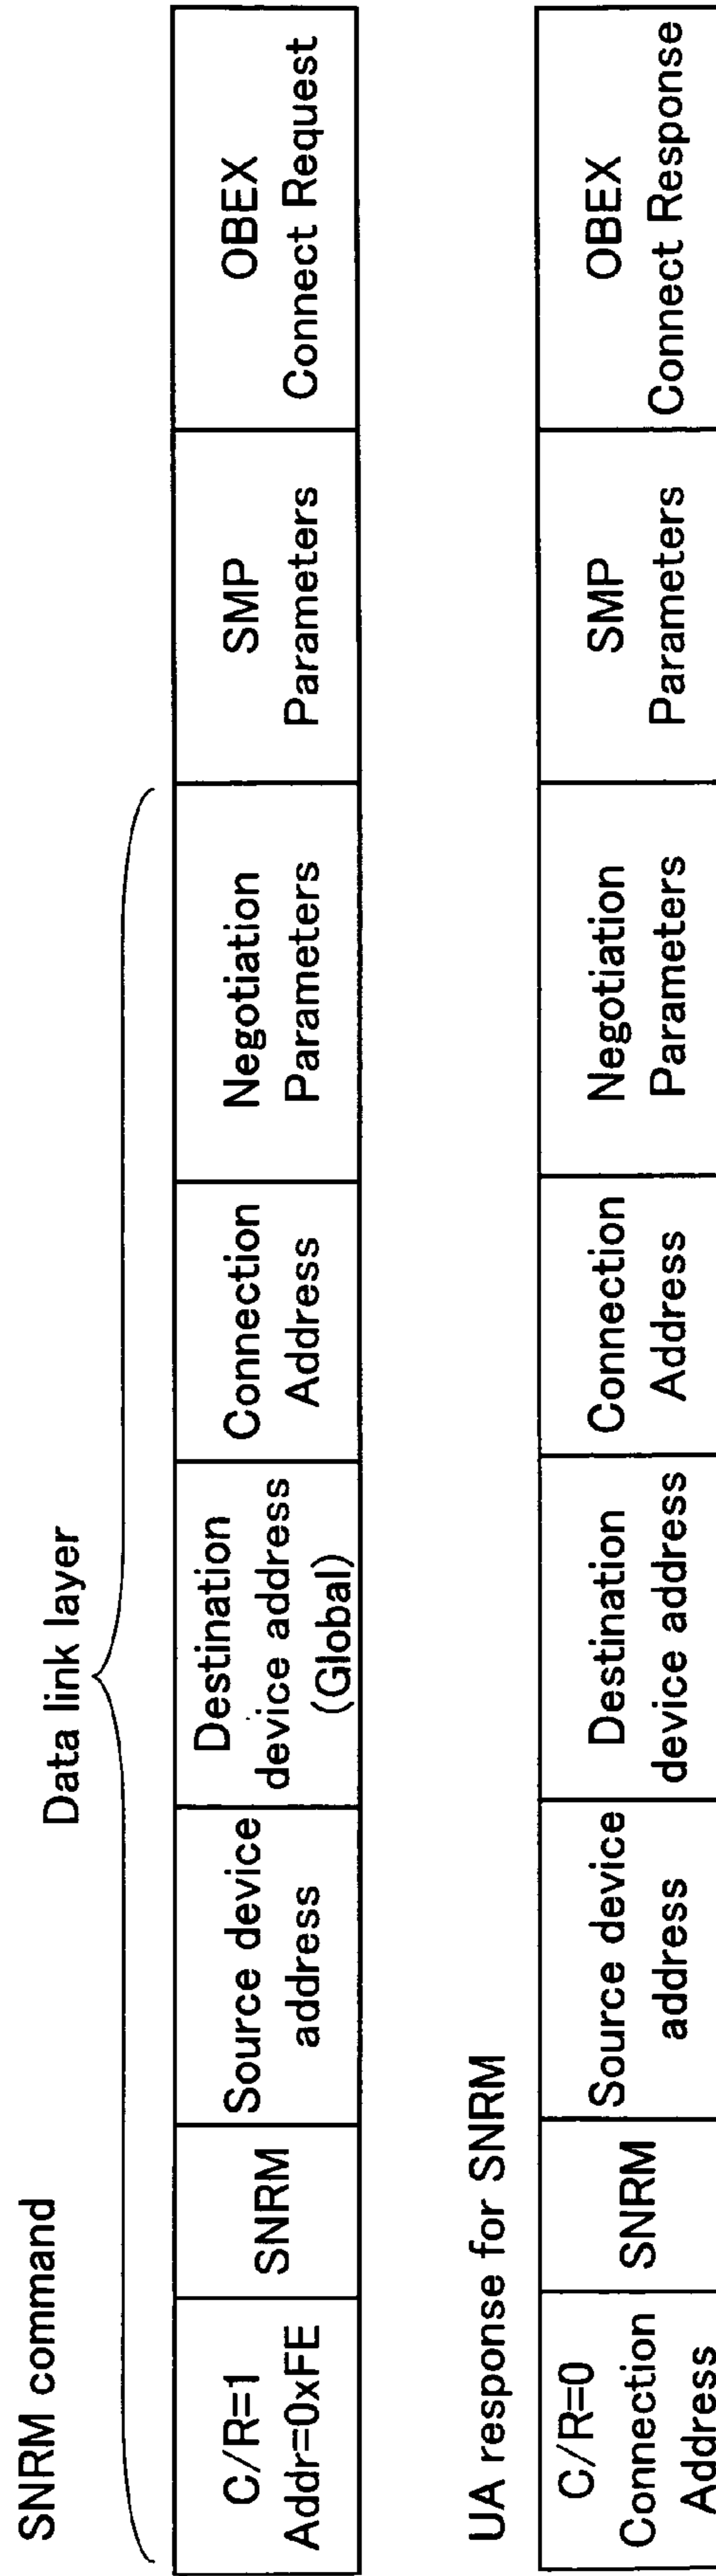 SNRM command
Data link layer
C/R=1
Addr=0xFE
SNRM
Source device
address
Destination
device address
(Global)
Connection
Address
Negotiation
Parameters
SMP
Parameters
OBEX
Connect Request
UA response for SNRM
C/R=0
Connection
Address
SNRM
Source device
address
Destination
device address
Connection
Address
Negotiation
Parameters
SMP
Parameters
OBEX
Connect Response